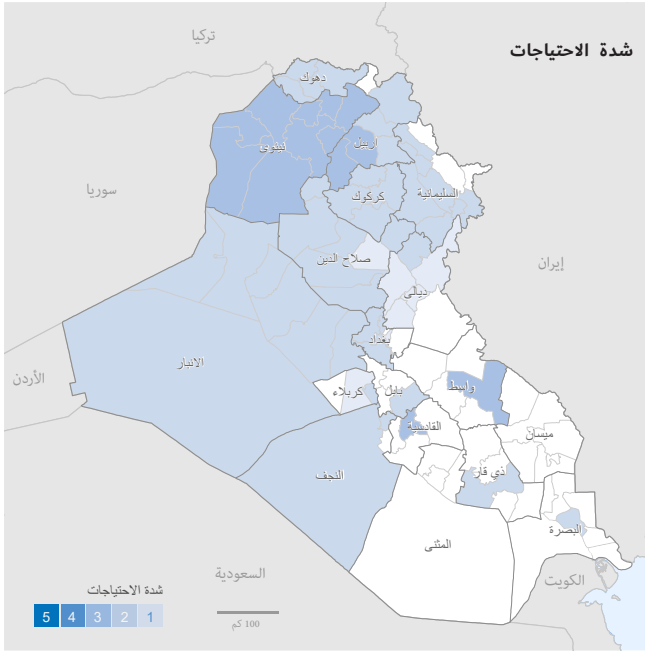 شدة الاحتياجات
تركيا
دهوك
نينوى
اربيل
سوريا
كركوك
السليمانية
صلاح الدين
إيران
ديالى
بغداد
الانبار
الأردن
كربلاء
بابل
واسط
القادسية
ميسان
النجف
ذي قار
البصرة
المثنى
السعودية
الكويت
شدة الاحتياجات
5 4 3 2 1
100 كم